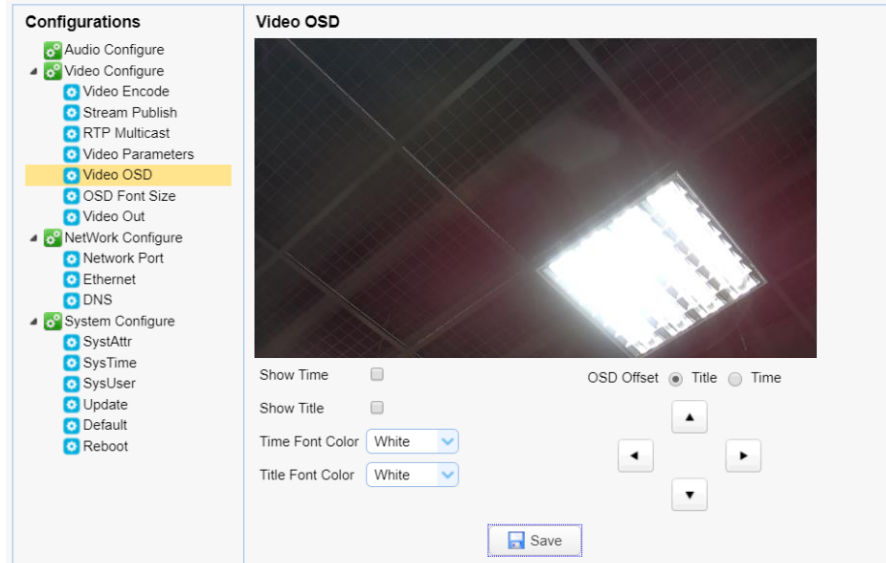 Configurations
Audio Configure
Video Configure
Video Encode
Stream Publish
RTP Multicast
Video Parameters
Video OSD
OSD Font Size
Video Out
NetWork Configure
Network Port
Ethernet
DNS
System Configure
SystAttr
SysTime
SysUser
Update
Default
Reboot
Video OSD
Show Time
Show Title
Time Font Color White
Title Font Color White
OSD Offset Title Time
Save